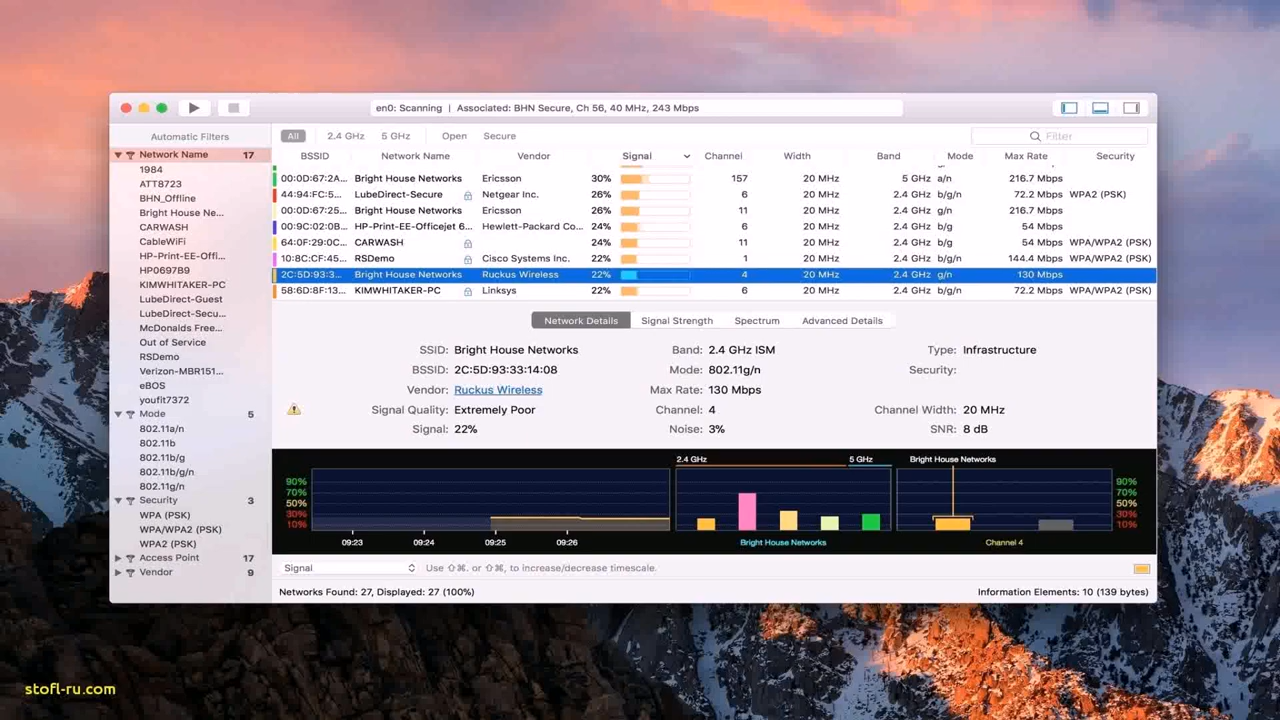 en0: Scanning | Associated: BHN Secure, Ch 56, 40 MHz, 243 Mbps
Automatic Filters
Network Name 17
1984
ATT8723
BHN_Offline
Bright House Ne...
CARWASH
CableWiFi
HP-Print-EE-Offi...
HP0697B9
KIMWHITAKER-PC
LubeDirect-Guest
LubeDirect-Secu...
McDonalds Free...
Out of Service
RSDemo
Verizon-MBR151...
eBOS
youfit7372
Mode 5
802.11a/n
802.11b
802.11b/g
802.11b/g/n
802.11g/n
Security 3
WPA (PSK)
WPA/WPA2 (PSK)
WPA2 (PSK)
Access Point 17
Vendor 9
All 2.4 GHz 5 GHz Open Secure Filter
BSSID Network Name Vendor Signal Channel Width Band Mode Max Rate Security
00:0D:67:2A... Bright House Networks Ericsson 30% 157 20 MHz 5 GHz a/n 216.7 Mbps
44:94:FC:5... LubeDirect-Secure Netgear Inc. 26% 6 20 MHz 2.4 GHz b/g/n 72.2 Mbps WPA2 (PSK)
00:0D:67:25... Bright House Networks Ericsson 26% 11 20 MHz 2.4 GHz g/n 216.7 Mbps
00:9C:02:0B... HP-Print-EE-Officejet 6... Hewlett-Packard Co... 24% 6 20 MHz 2.4 GHz b/g 54 Mbps
64:0F:29:0C... CARWASH 24% 11 20 MHz 2.4 GHz b/g 54 Mbps WPA/WPA2 (PSK)
10:8C:CF:45... RSDemo Cisco Systems Inc. 22% 1 20 MHz 2.4 GHz b/g/n 144.4 Mbps WPA/WPA2 (PSK)
2C:5D:93:3... Bright House Networks Ruckus Wireless 22% 4 20 MHz 2.4 GHz g/n 130 Mbps
58:6D:8F:13... KIMWHITAKER-PC Linksys 22% 6 20 MHz 2.4 GHz b/g/n 72.2 Mbps WPA/WPA2 (PSK)
Network Details Signal Strength Spectrum Advanced Details
SSID: Bright House Networks Band: 2.4 GHz ISM Type: Infrastructure
BSSID: 2C:5D:93:33:14:08 Mode: 802.11g/n Security:
Vendor: Ruckus Wireless Max Rate: 130 Mbps
Signal Quality: Extremely Poor Channel: 4 Channel Width: 20 MHz
Signal: 22% Noise: 3% SNR: 8 dB
2.4 GHz 5 GHz Bright House Networks
90% 90%
70% 70%
50% 50%
30% 30%
10% 10%
09:23 09:24 09:25 09:26 Bright House Networks Channel 4
Signal Use ⇧⌘. or ⇧⌘, to increase/decrease timescale.
Networks Found: 27, Displayed: 27 (100%) Information Elements: 10 (139 bytes)
stofl-ru.com